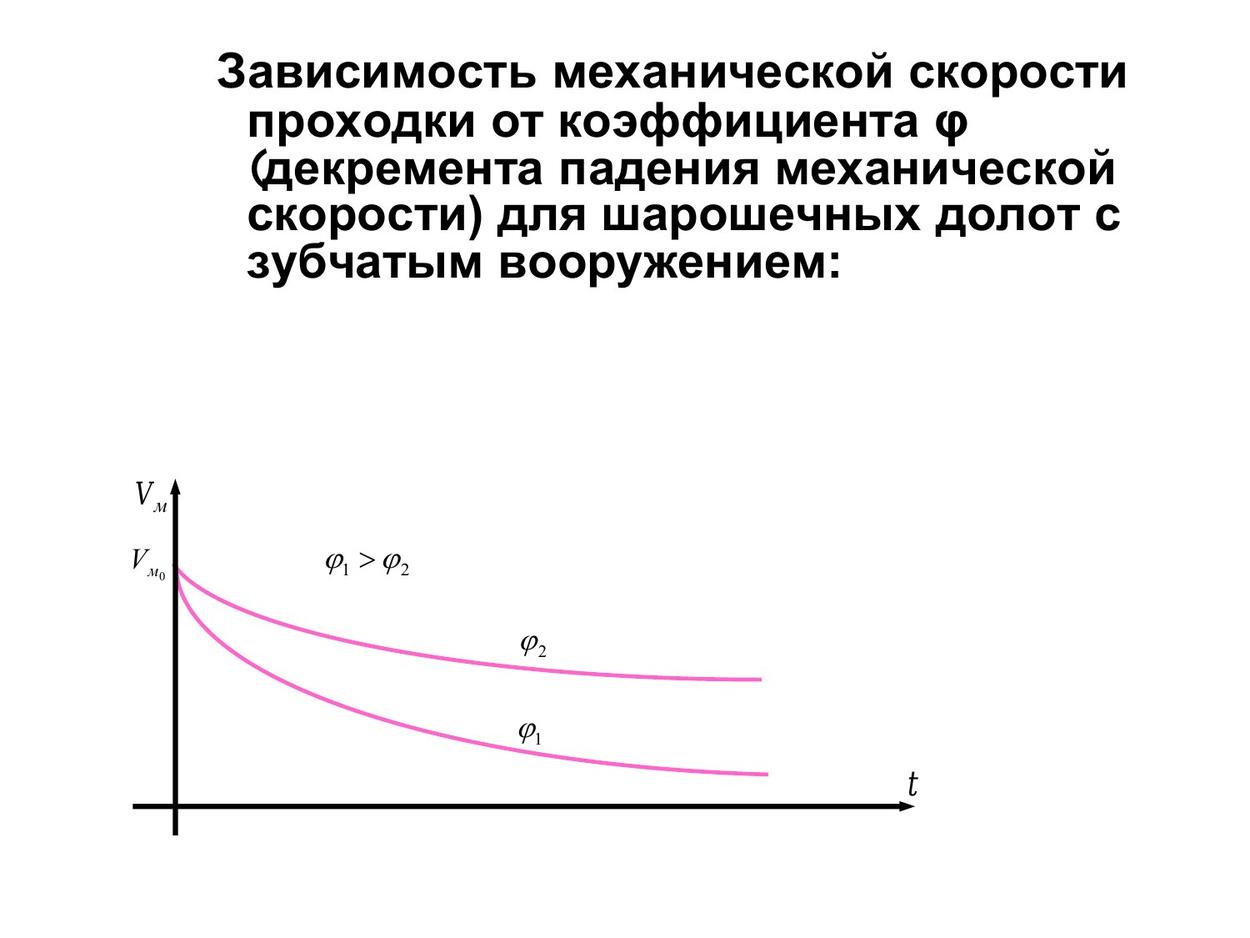 Зависимость механической скорости
проходки от коэффициента φ
(декремента падения механической
скорости) для шарошечных долот с
зубчатым вооружением:
Vм
Vм0
φ1 > φ2
φ2
φ1
t